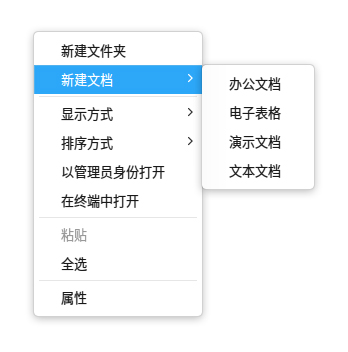 新建文件夹
新建文档
显示方式
排序方式
以管理员身份打开
在终端中打开
粘贴
全选
属性
办公文档
电子表格
演示文档
文本文档